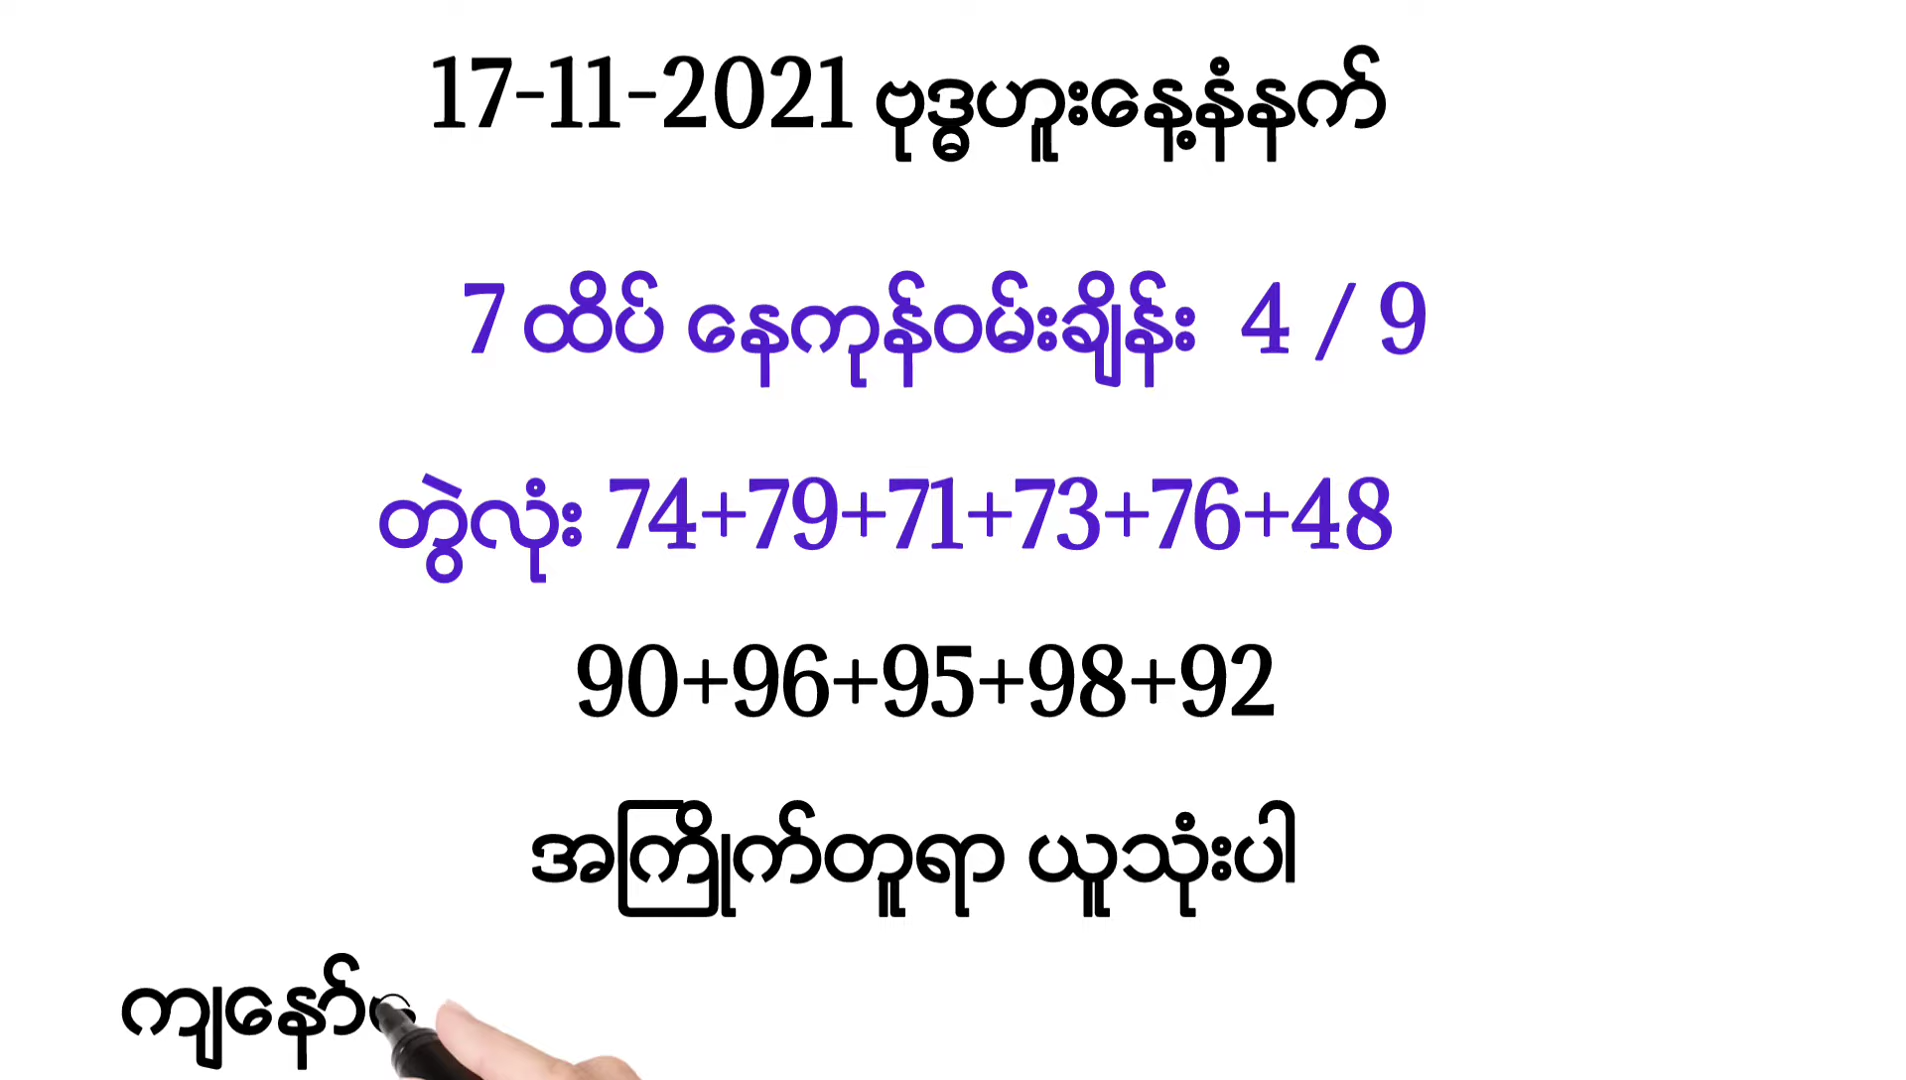 17-11-2021 ဗုဒ္ဓဟူးနေ့နံနက်
7 ထိပ် နေကုန်ဝမ်းချိန်း 4 / 9
တွဲလုံး 74+79+71+73+76+48
90+96+95+98+92
အကြိုက်တူရာ ယူသုံးပါ
ကျနော်